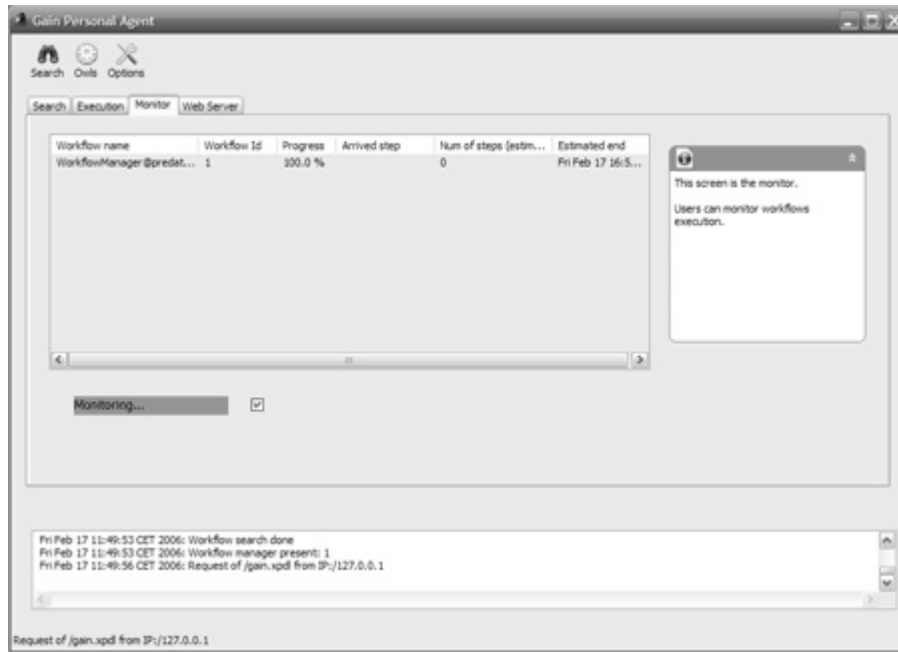 Gain Personal Agent
Search Owls Options
Search Execution Monitor Web Server
Workflow name Workflow Id Progress Arrived step Num of steps (estim... Estimated end
WorkflowManager@predat... 1 100.0 % 0 Fri Feb 17 16:5...
This screen is the monitor.
Users can monitor workflows
execution.
Monitoring...
Fri Feb 17 11:49:53 CET 2006: Workflow search done
Fri Feb 17 11:49:53 CET 2006: Workflow manager present: 1
Fri Feb 17 11:49:56 CET 2006: Request of /gain.xpdl from IP:/127.0.0.1
Request of /gain.xpdl from IP:/127.0.0.1